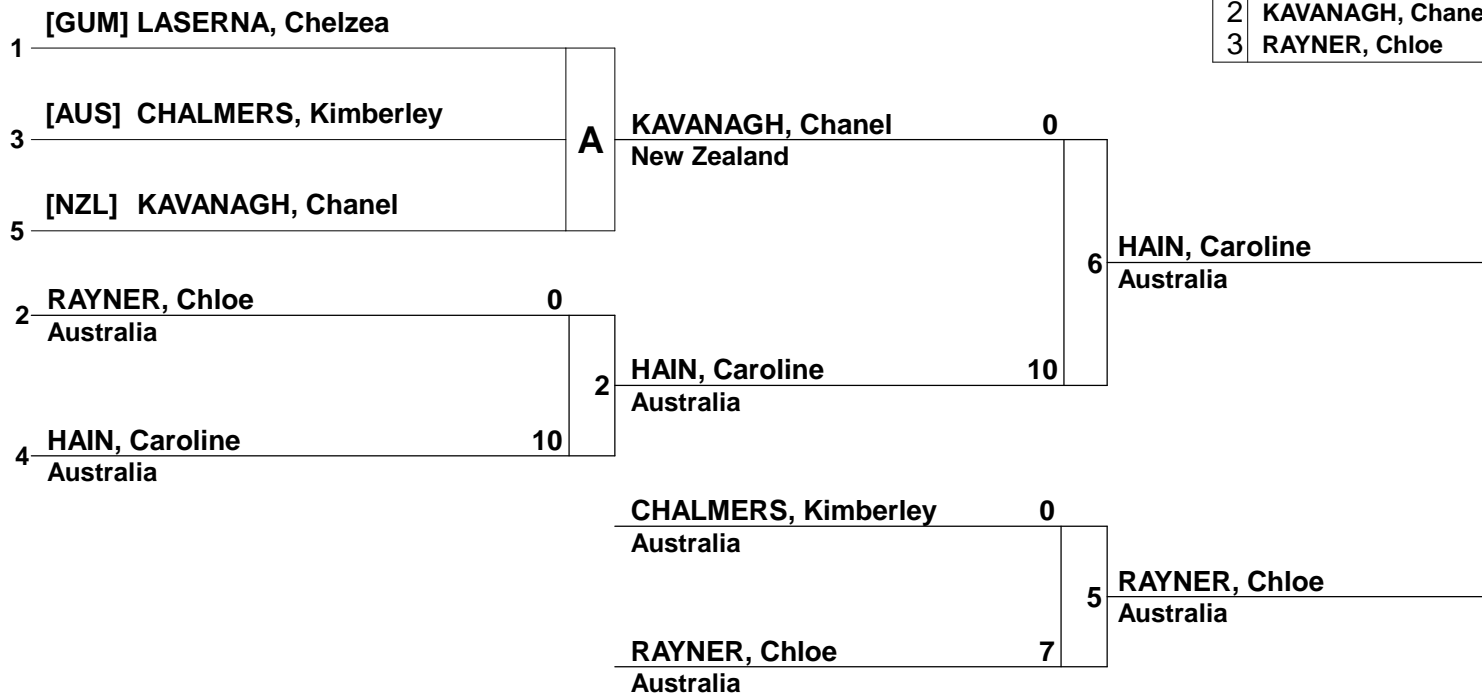 2 KAVANAGH, Chane
3 RAYNER, Chloe
[GUM] LASERNA, Chelzea
1
[AUS] CHALMERS, Kimberley
3
[NZL] KAVANAGH, Chanel
5
A
KAVANAGH, Chanel 0
New Zealand
RAYNER, Chloe 0
2
Australia
HAIN, Caroline 10
4
Australia
2
HAIN, Caroline 10
Australia
6
HAIN, Caroline
Australia
CHALMERS, Kimberley 0
Australia
RAYNER, Chloe 7
Australia
5
RAYNER, Chloe
Australia